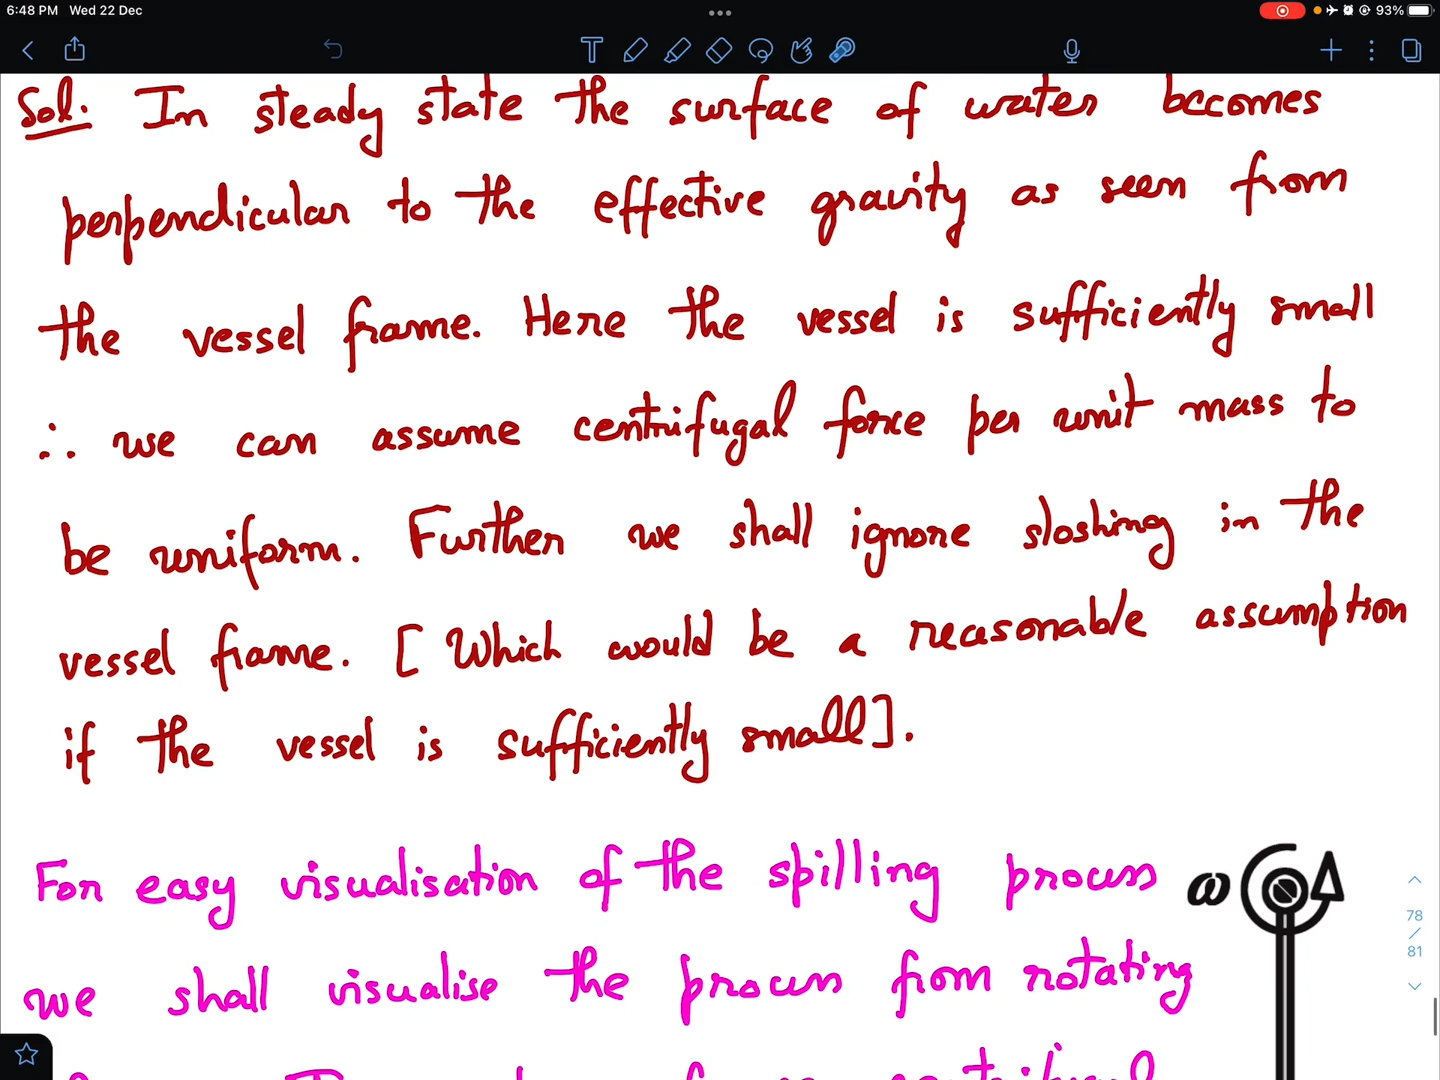 6:48 PM Wed 22 Dec
93%
Sol: In steady state the surface of water becomes
perpendicular to the effective gravity as seen from
the vessel frame. Here the vessel is sufficiently small
∴ we can assume centrifugal force per unit mass to
be uniform. Further we shall ignore sloshing in the
vessel frame. [Which would be a reasonable assumption
if the vessel is sufficiently small].
For easy visualisation of the spilling process
ω
we shall visualise the process from rotating
78
/
81